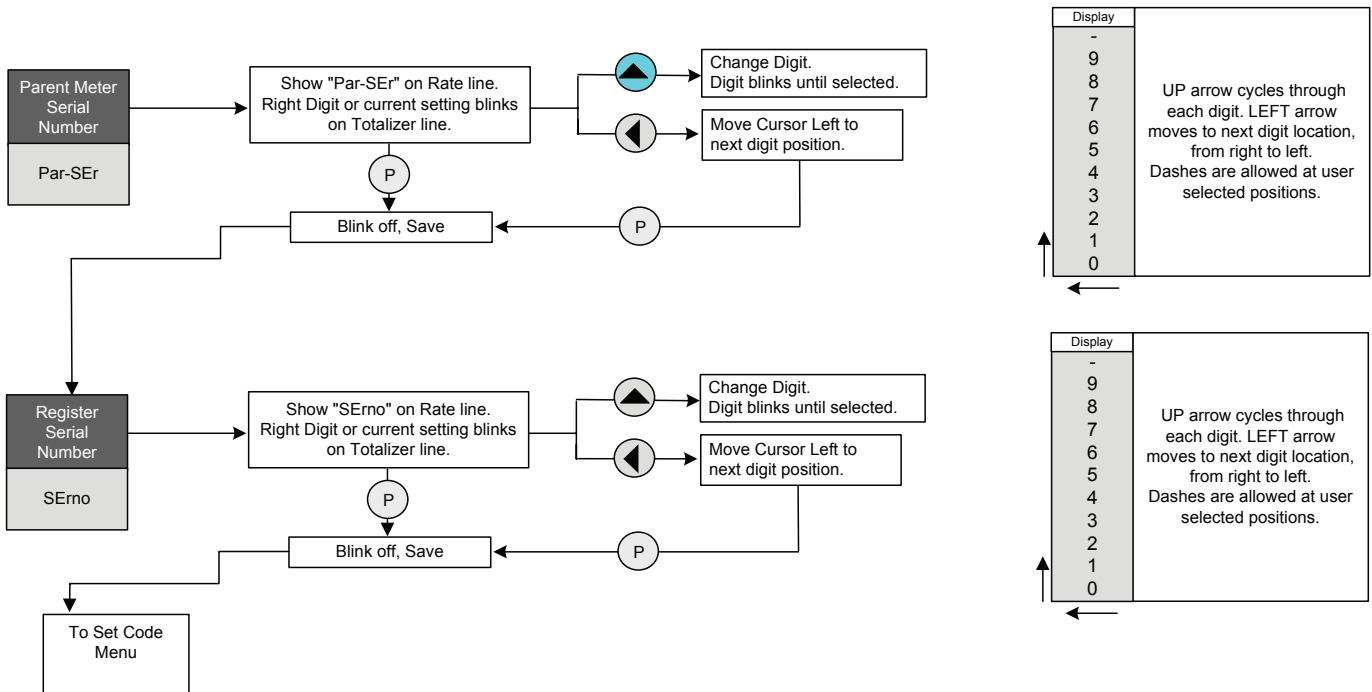 Parent Meter
Serial
Number
Par-SEr
Show "Par-SEr" on Rate line.
Right Digit or current setting blinks
on Totalizer line.
Change Digit.
Digit blinks until selected.
Move Cursor Left to
next digit position.
P
Blink off, Save
P
Display
-
9
8
7
6
5
4
3
2
1
0
UP arrow cycles through
each digit. LEFT arrow
moves to next digit location,
from right to left.
Dashes are allowed at user
selected positions.
Register
Serial
Number
SErno
Show "SErno" on Rate line.
Right Digit or current setting blinks
on Totalizer line.
Change Digit.
Digit blinks until selected.
Move Cursor Left to
next digit position.
P
Blink off, Save
P
Display
-
9
8
7
6
5
4
3
2
1
0
UP arrow cycles through
each digit. LEFT arrow
moves to next digit location,
from right to left.
Dashes are allowed at user
selected positions.
To Set Code
Menu